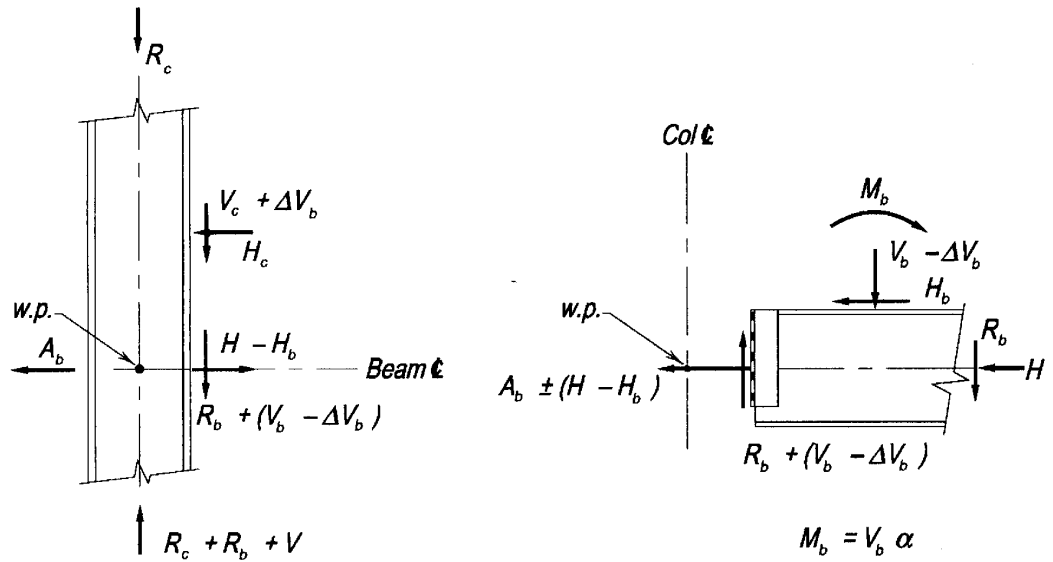 R_c
V_c + ΔV_b
H_c
w.p.
A_b
H - H_b
Beam ℄
R_b + (V_b - ΔV_b)
R_c + R_b + V
Col ℄
M_b
V_b - ΔV_b
H_b
w.p.
R_b
H
A_b ± (H - H_b)
R_b + (V_b - ΔV_b)
M_b = V_b α